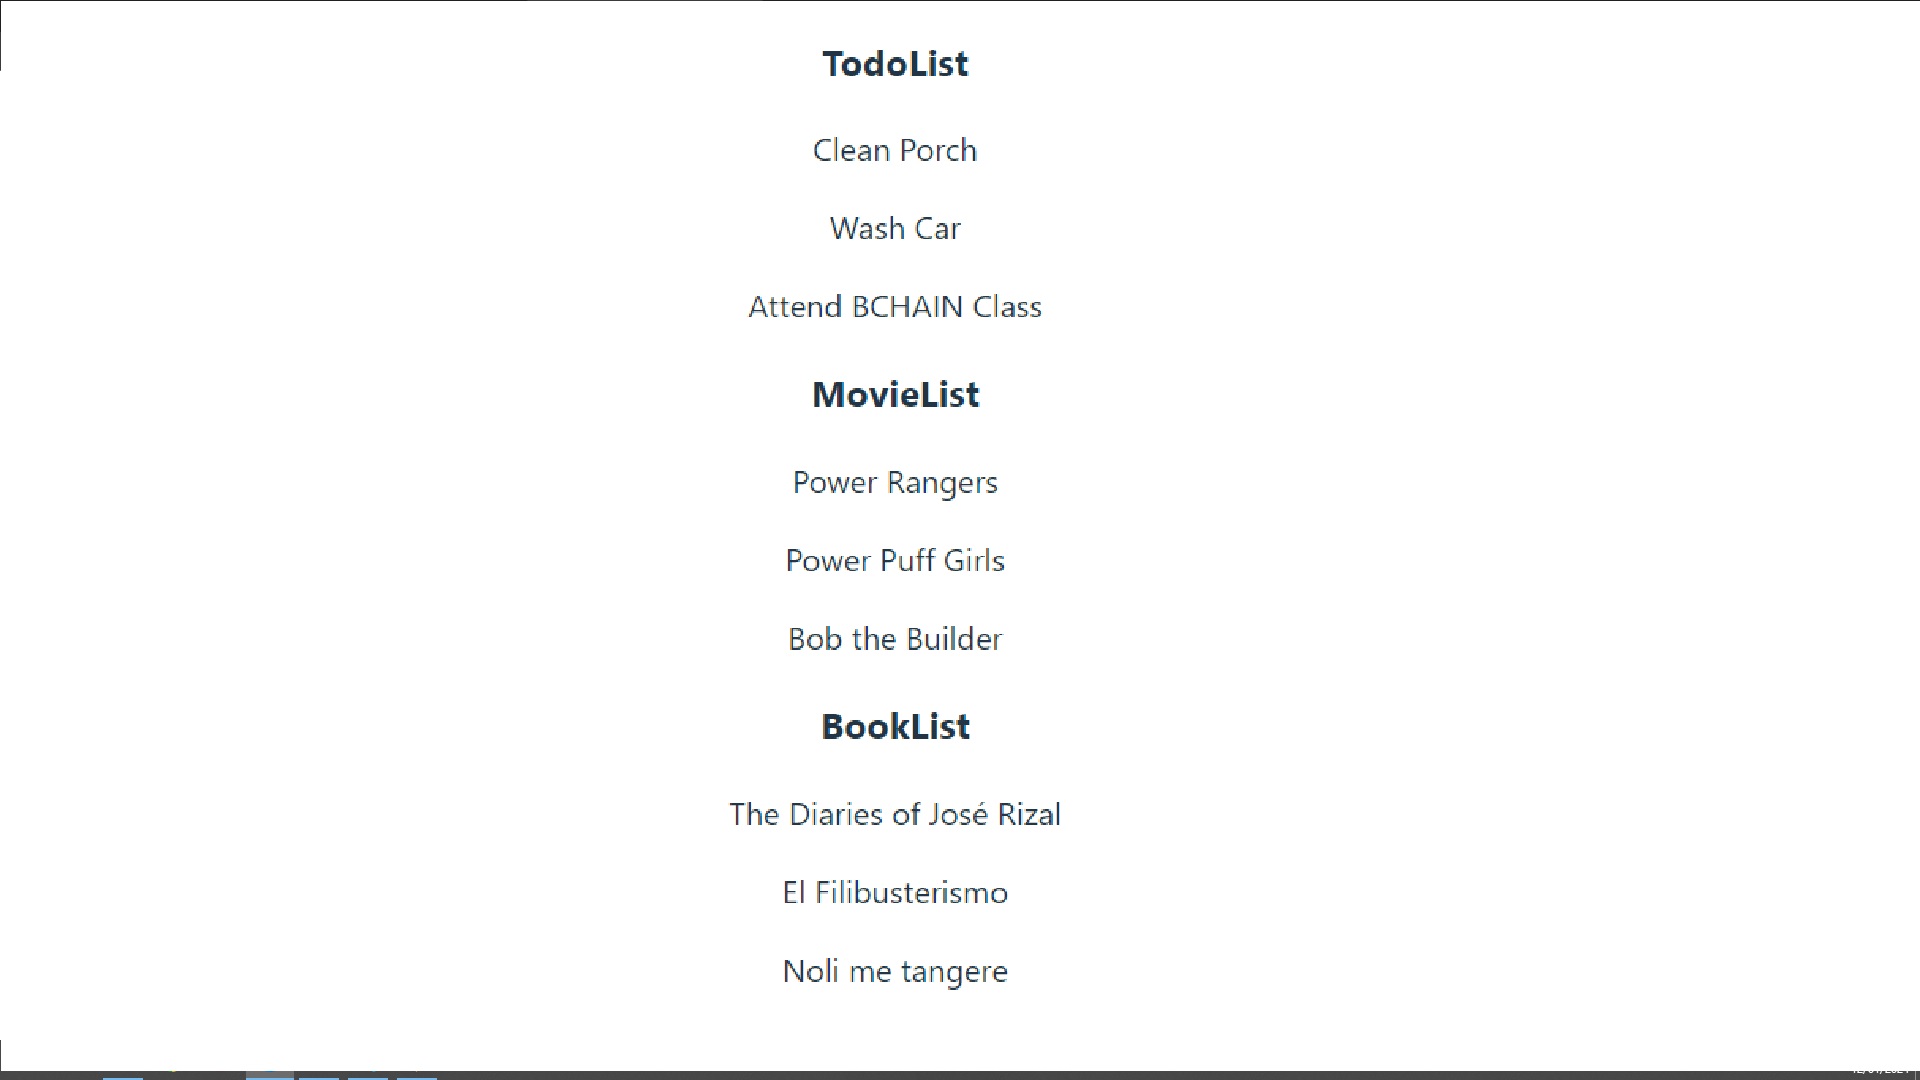 TodoList
Clean Porch
Wash Car
Attend BCHAIN Class
MovieList
Power Rangers
Power Puff Girls
Bob the Builder
BookList
The Diaries of José Rizal
El Filibusterismo
Noli me tangere